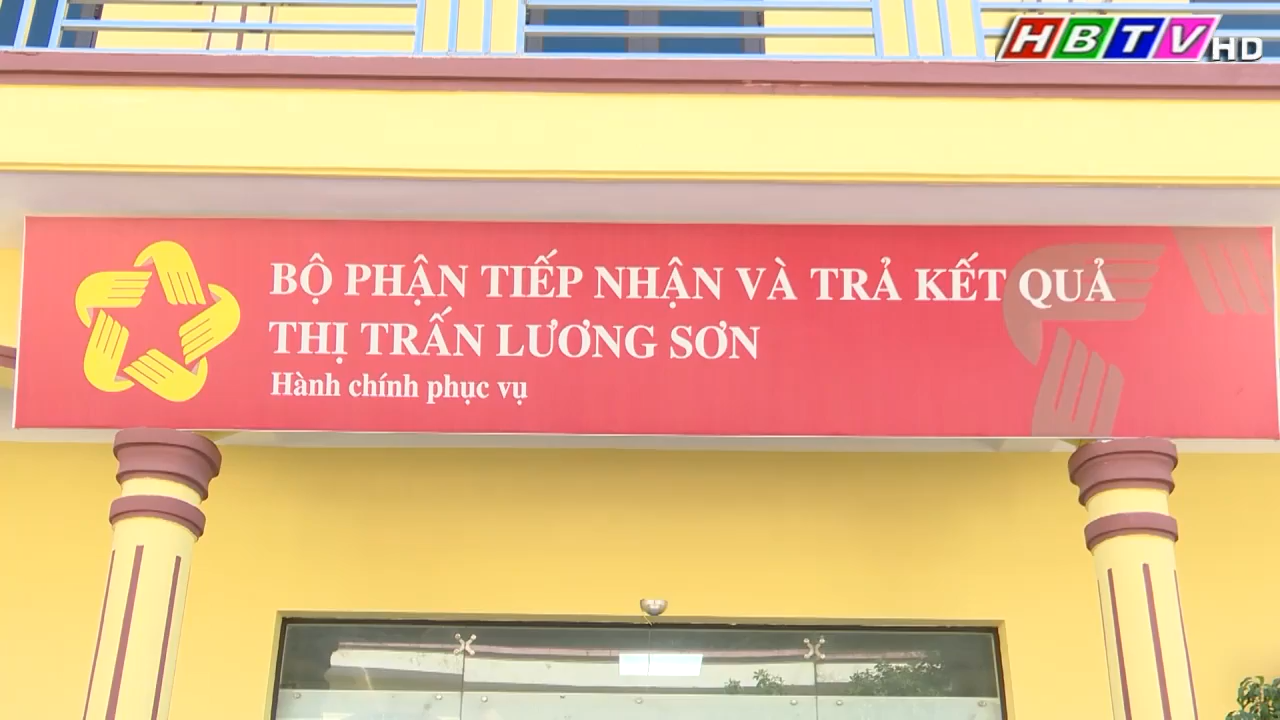 HBTV HD
BỘ PHẬN TIẾP NHẬN VÀ TRẢ KẾT QUẢ
THỊ TRẤN LƯƠNG SƠN
Hành chính phục vụ